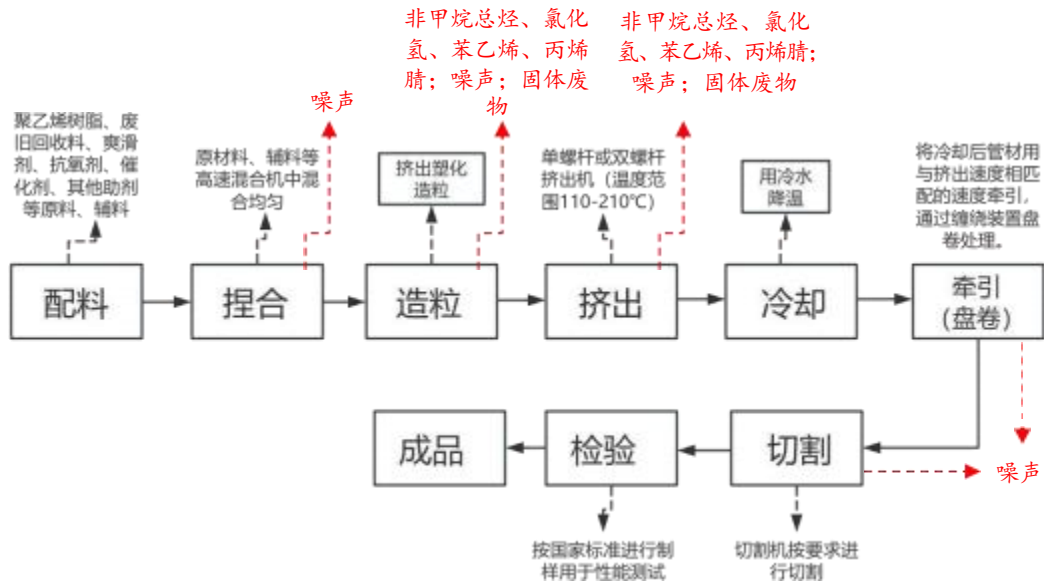 非甲烷总烃、氯化
氢、苯乙烯、丙烯
腈；噪声；固体废
物
非甲烷总烃、氯化
氢、苯乙烯、丙烯腈；
噪声；固体废物
噪声
聚乙烯树脂、废
旧回收料、爽滑
剂、抗氧剂、催
化剂、其他助剂
等原料、辅料
原材料、辅料等
高速混合机中混
合均匀
挤出塑化
造粒
单螺杆或双螺杆
挤出机（温度范
围110-210℃）
用冷水
降温
将冷却后管材用
与挤出速度相匹
配的速度牵引，
通过缠绕装置盘
卷处理。
配料
捏合
造粒
挤出
冷却
牵引
（盘卷）
成品
检验
切割
噪声
按国家标准进行制
样用于性能测试
切割机按要求进
行切割